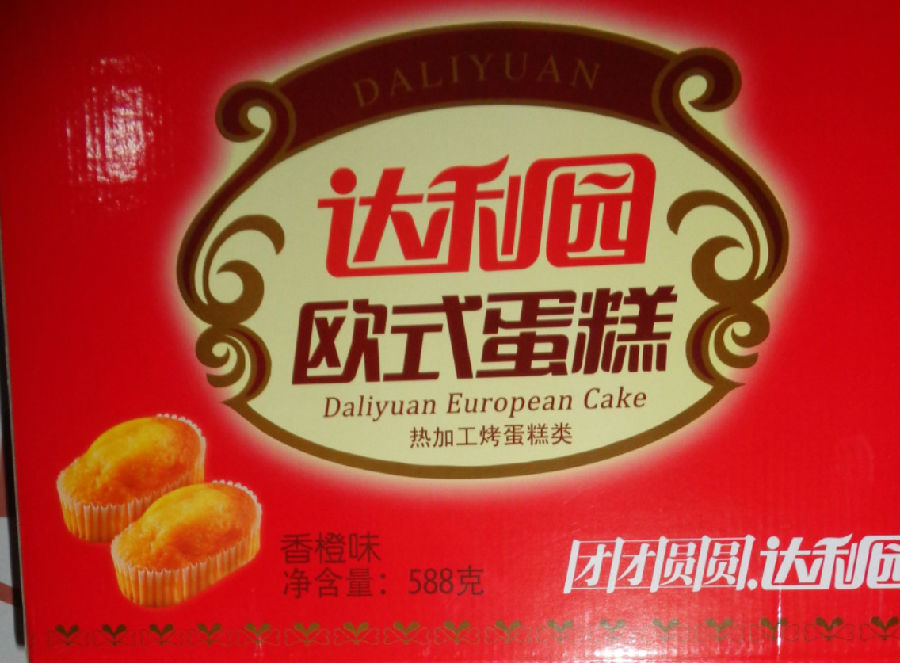 DALIYUAN
达利园
欧式蛋糕
Daliyuan European Cake
热加工烤蛋糕类
香橙味
净含量：588克
团团圆圆.达利园